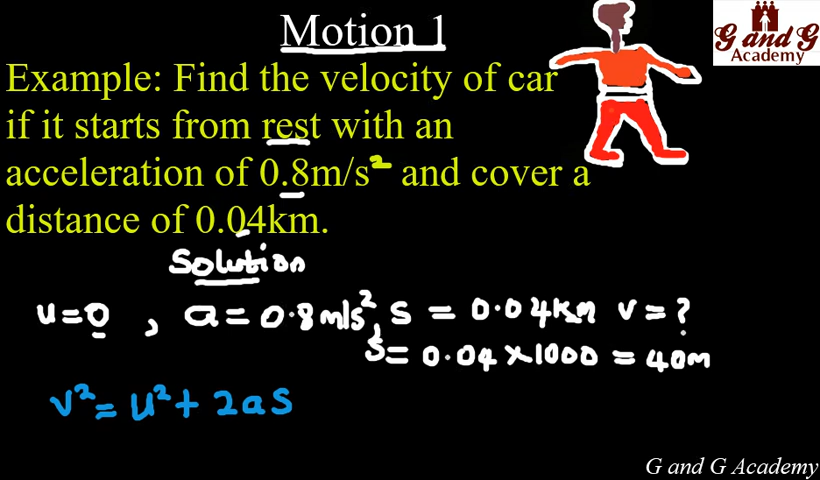 Motion 1
G and G
Academy
Example: Find the velocity of car
if it starts from rest with an
acceleration of 0.8m/s² and cover a
distance of 0.04km.
Solution
u=0, a=0.8m/s², S = 0.04km V=?
S= 0.04 ×1000 = 40m
V²= U²+ 2aS
G and G Academy